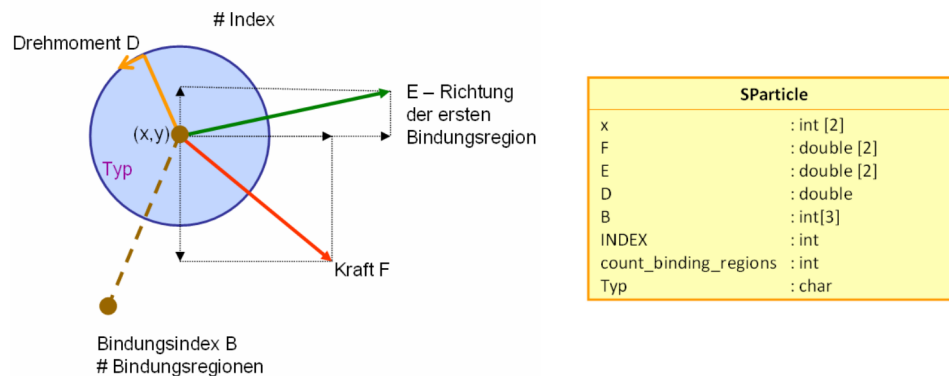 # Index
Drehmoment D
E – Richtung
der ersten
Bindungsregion
(x,y)
Typ
Kraft F
Bindungsindex B
# Bindungsregionen
SParticle
x : int [2]
F : double [2]
E : double [2]
D : double
B : int[3]
INDEX : int
count_binding_regions : int
Typ : char